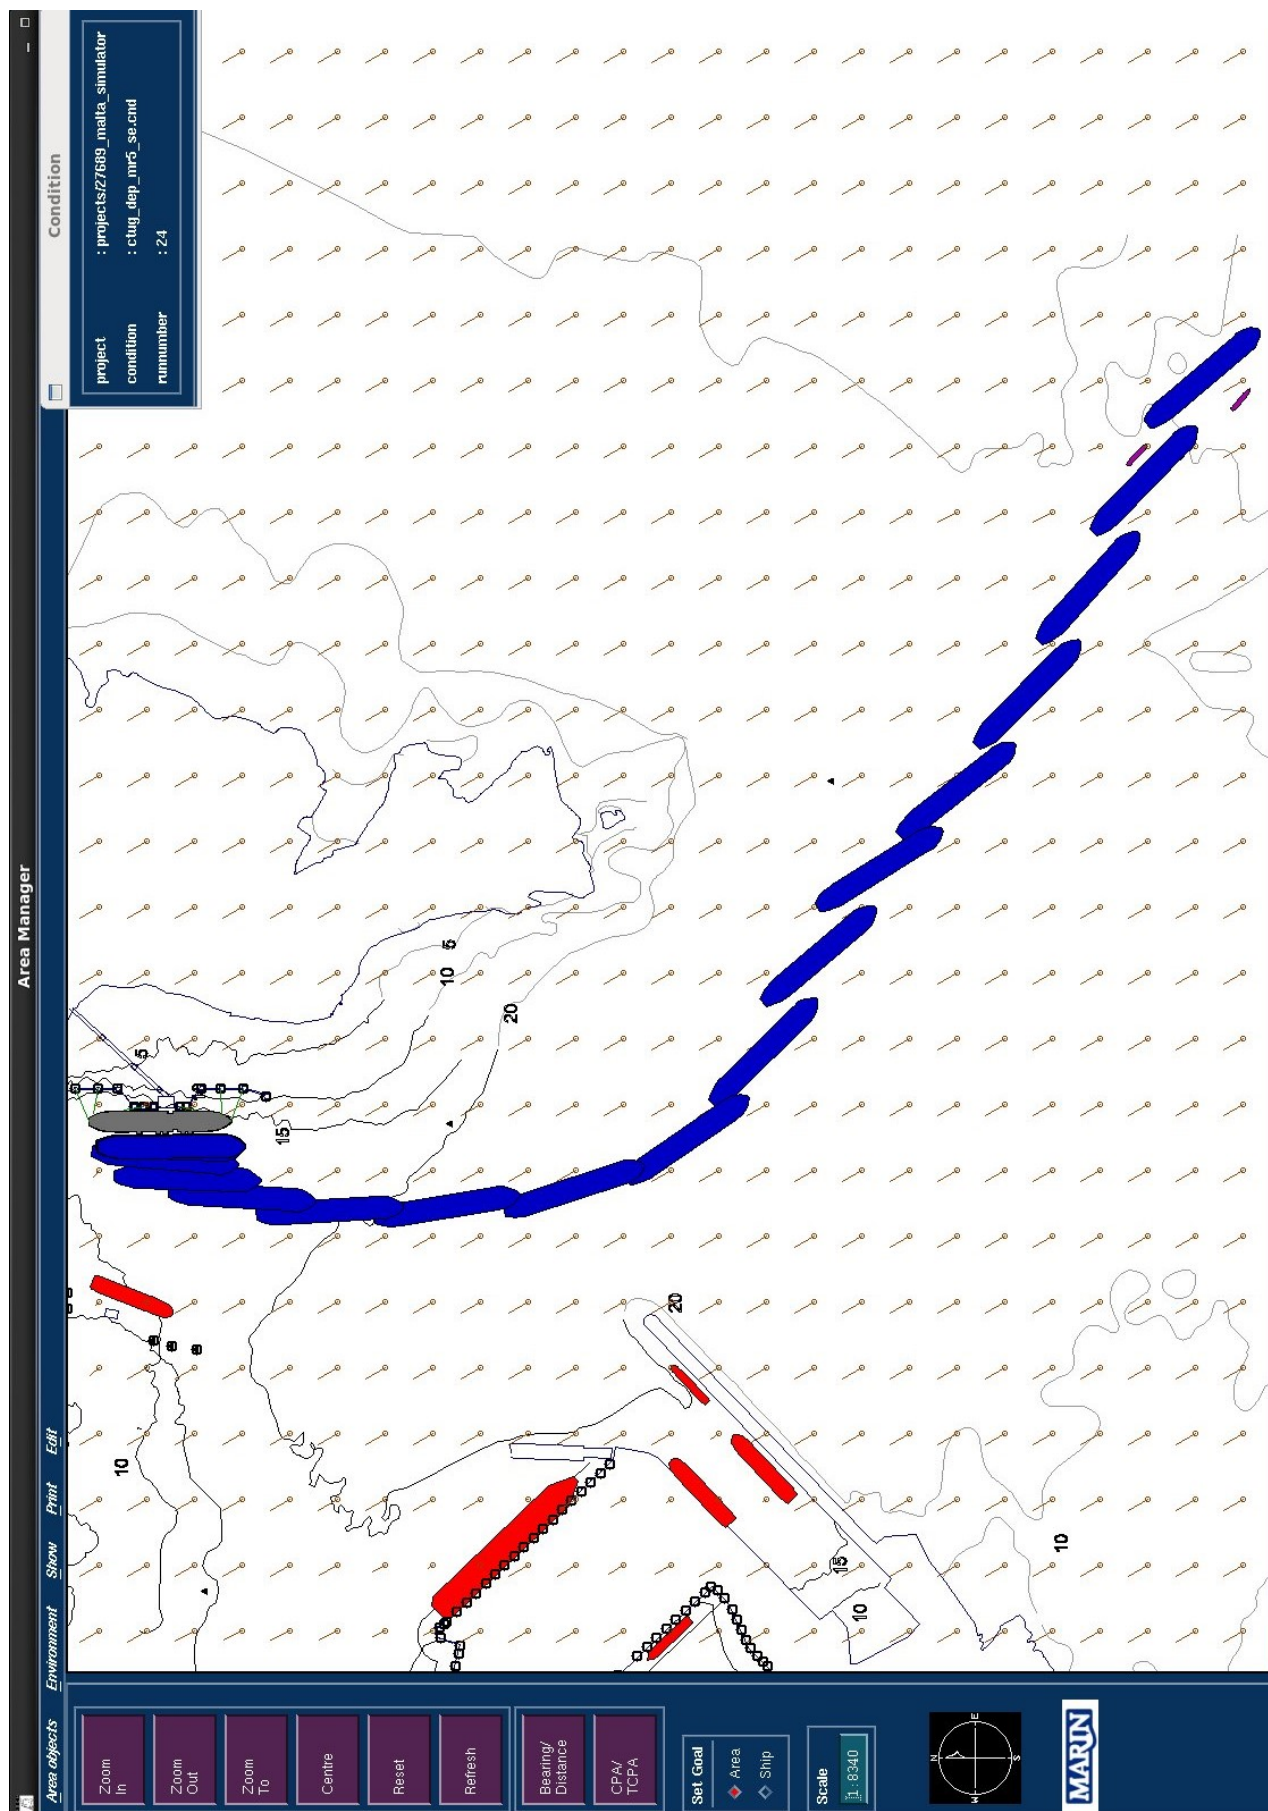 Area Manager
Area objects Environment Show Print Edit
Condition
project : projects/27689_malta_simulator
condition : ctug_dep_mr5_se.cnd
runnumber : 24
Zoom
In
Zoom
Out
Zoom
To
Centre
Reset
Refresh
Bearing/
Distance
CPA/
TCPA
Set Goal
Area
Ship
Scale
1:8340
N
W E
S
MARIN
10
5
15
10
5
20
20
15
10
10